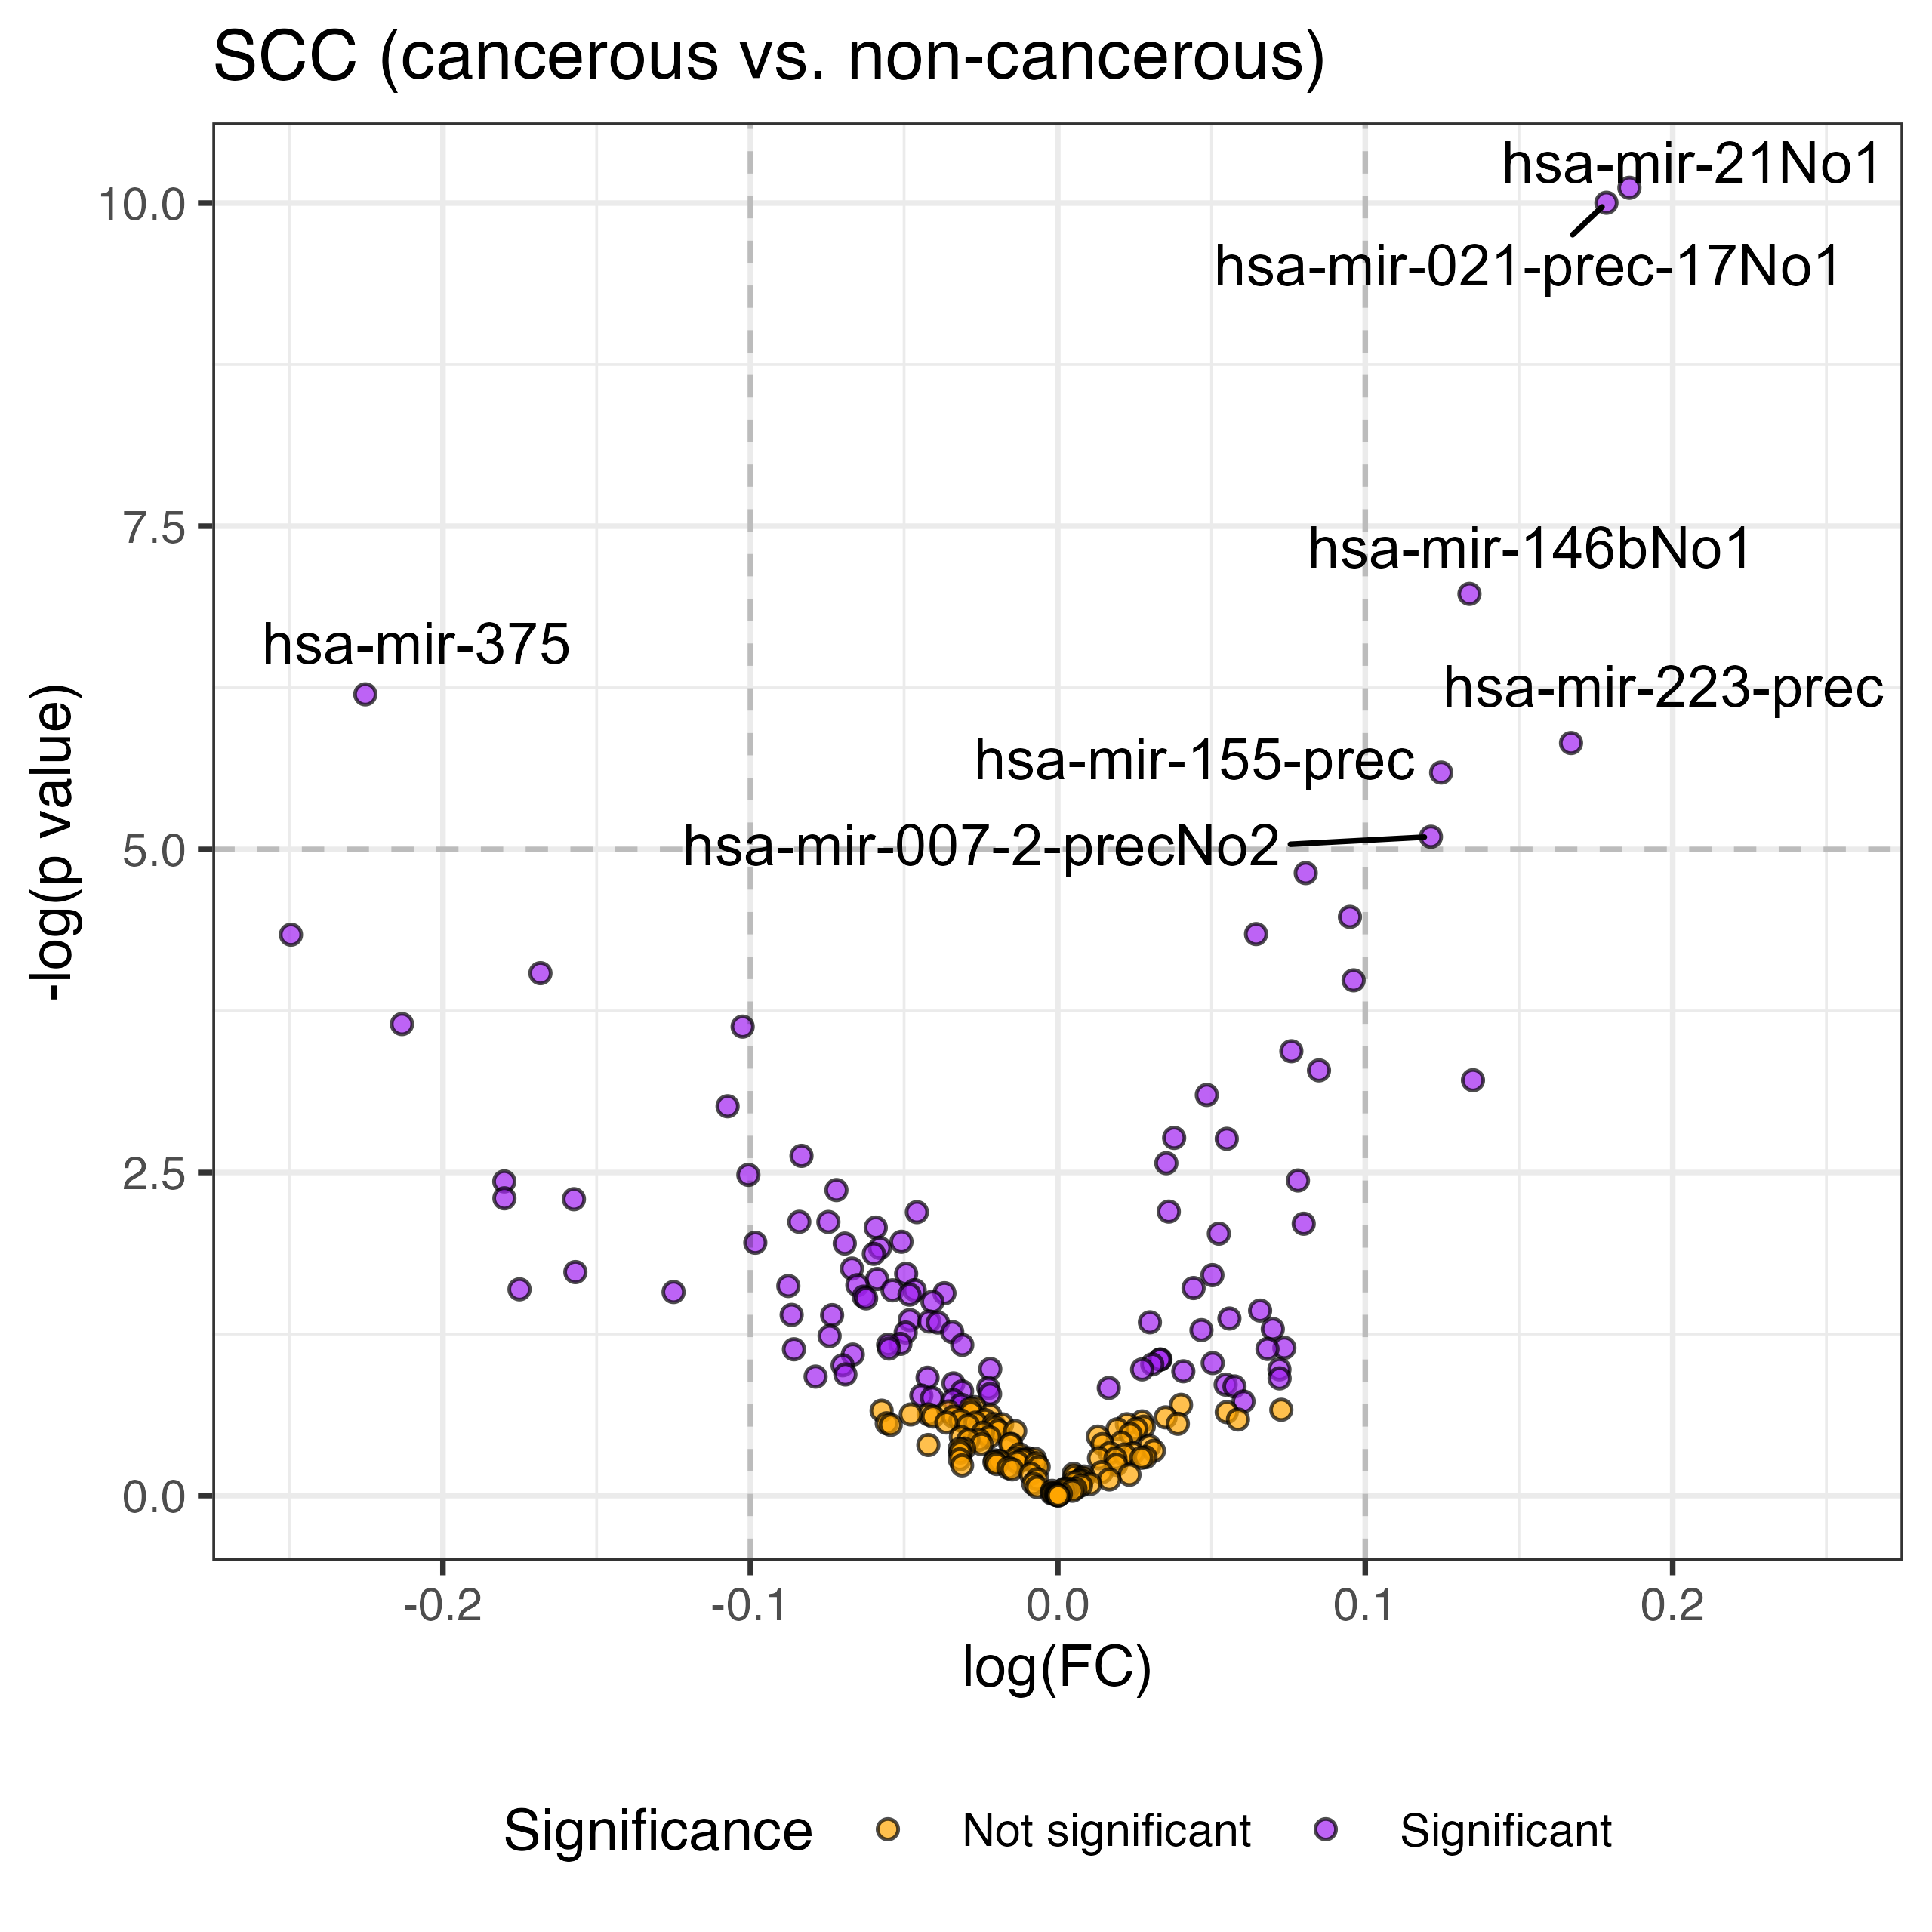 SCC (cancerous vs. non-cancerous)
hsa-mir-21No1
10.0
hsa-mir-021-prec-17No1
7.5
hsa-mir-146bNo1
hsa-mir-375
hsa-mir-223-prec
hsa-mir-155-prec
hsa-mir-007-2-precNo2
5.0
-log(p value)
2.5
0.0
-0.2 -0.1 0.0 0.1 0.2
log(FC)
Significance Not significant Significant